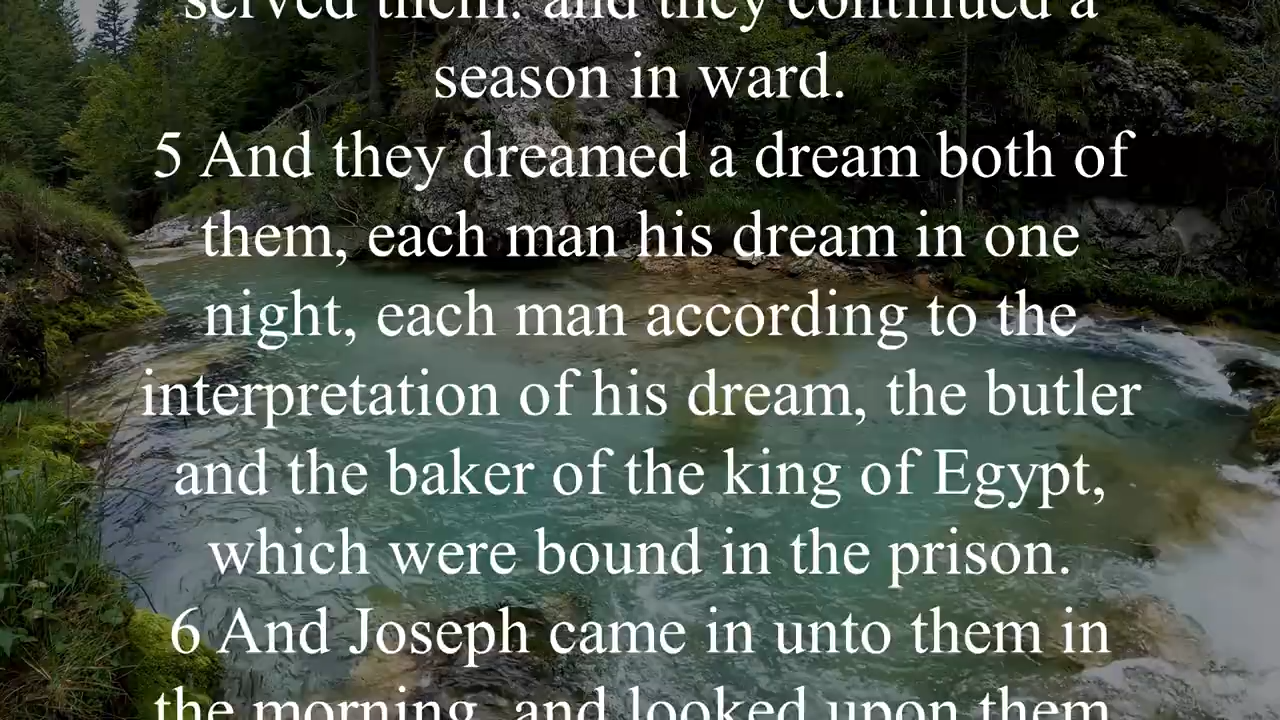 served them: and they continued a
season in ward.
5 And they dreamed a dream both of
them, each man his dream in one
night, each man according to the
interpretation of his dream, the butler
and the baker of the king of Egypt,
which were bound in the prison.
6 And Joseph came in unto them in
the morning, and looked upon them,